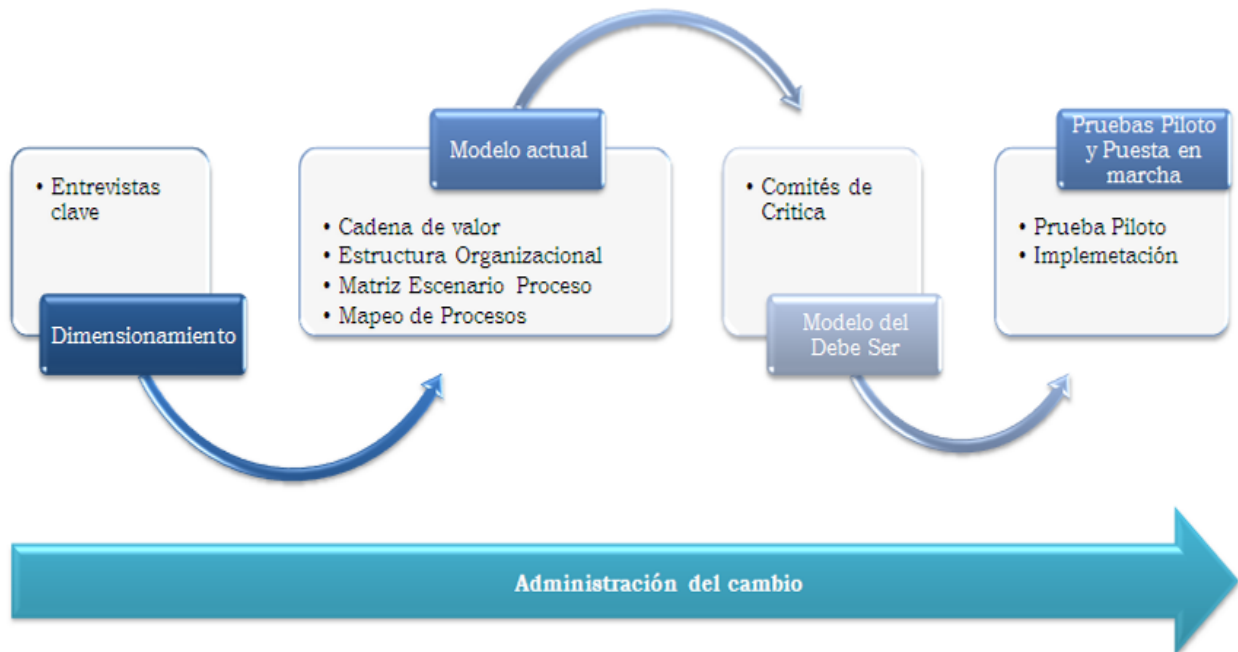 • Entrevistas
clave
Dimensionamiento
Modelo actual
• Cadena de valor
• Estructura Organizacional
• Matriz Escenario Proceso
• Mapeo de Procesos
• Comités de
Critica
Modelo del
Debe Ser
Pruebas Piloto
y Puesta en
marcha
• Prueba Piloto
• Implemetación
Administración del cambio